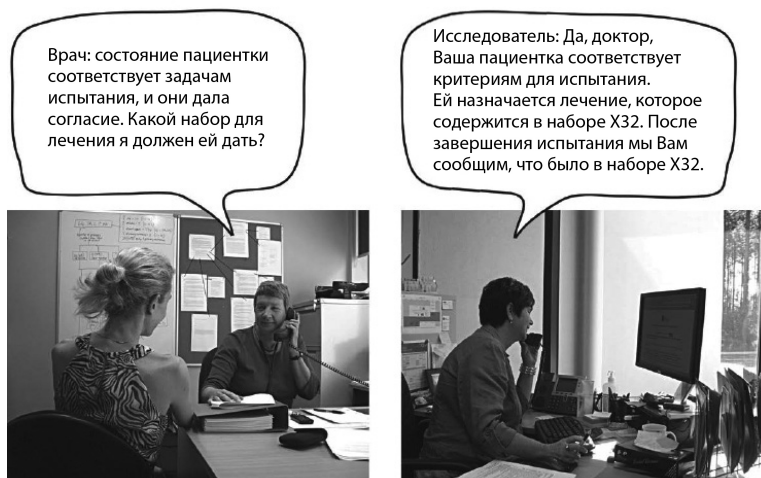 Врач: состояние пациентки
соответствует задачам
испытания, и они дала
согласие. Какой набор для
лечения я должен ей дать?
Исследователь: Да, доктор,
Ваша пациентка соответствует
критериям для испытания.
Ей назначается лечение, которое
содержится в наборе Х32. После
завершения испытания мы Вам
сообщим, что было в наборе Х32.